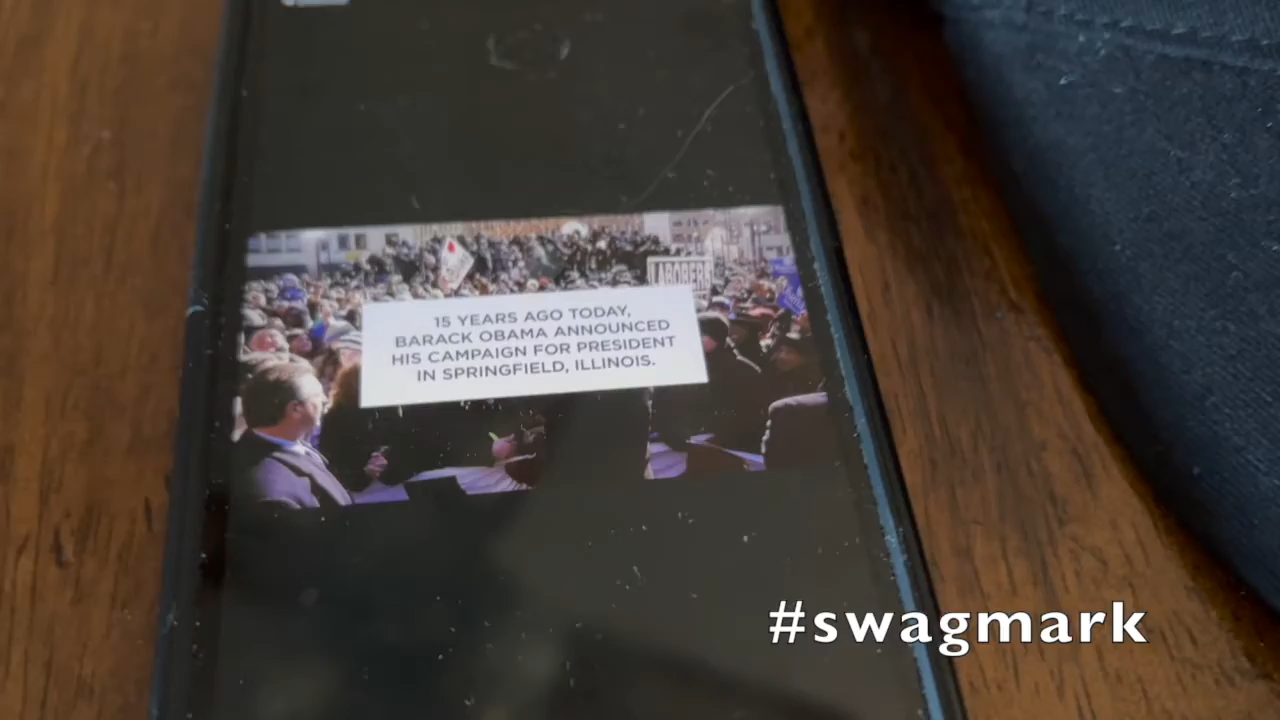 LABORERS
15 YEARS AGO TODAY,
BARACK OBAMA ANNOUNCED
HIS CAMPAIGN FOR PRESIDENT
IN SPRINGFIELD, ILLINOIS.
#swagmark